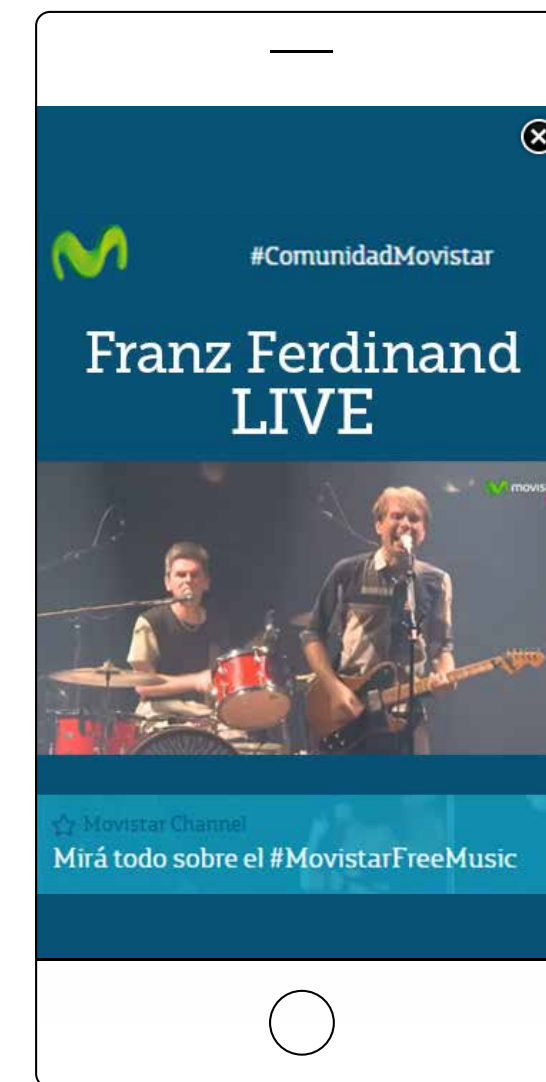 #ComunidadMovistar
Franz Ferdinand
LIVE
movis
Movistar Channel
Mirá todo sobre el #MovistarFreeMusic